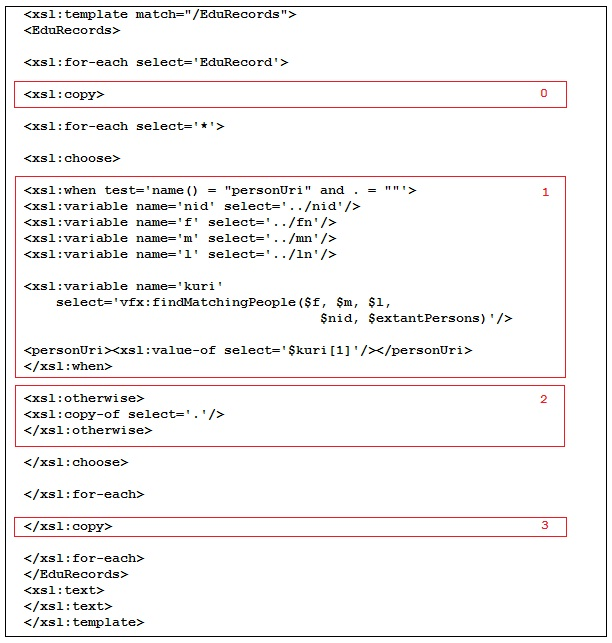 <xsl:template match="/EduRecords">
<EduRecords>
<xsl:for-each select='EduRecord'>
<xsl:copy> 0
<xsl:for-each select='*'>
<xsl:choose>
<xsl:when test='name() = "personUri" and . = ""'> 1
<xsl:variable name='nid' select='../nid'/>
<xsl:variable name='f' select='../fn'/>
<xsl:variable name='m' select='../mn'/>
<xsl:variable name='l' select='../ln'/>
<xsl:variable name='kuri'
select='vfx:findMatchingPeople($f, $m, $l,
$nid, $extantPersons)'/>
<personUri><xsl:value-of select='$kuri[1]'/></personUri>
</xsl:when>
<xsl:otherwise> 2
<xsl:copy-of select='.'/>
</xsl:otherwise>
</xsl:choose>
</xsl:for-each>
</xsl:copy> 3
</xsl:for-each>
</EduRecords>
<xsl:text>
</xsl:text>
</xsl:template>